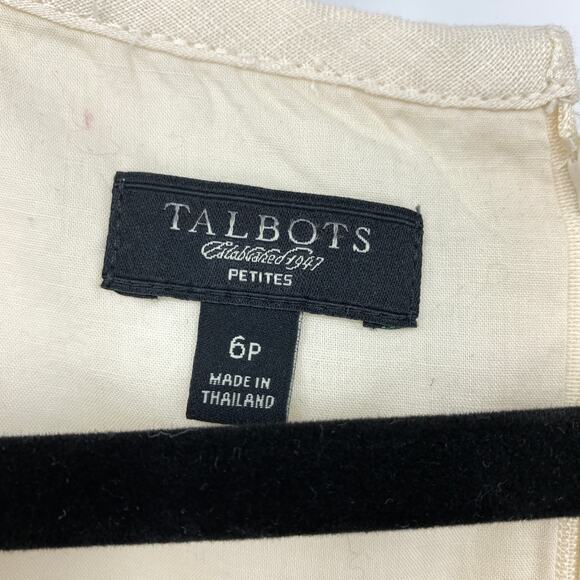 TALBOTS
Established 1947
PETITES
6P
MADE IN
THAILAND